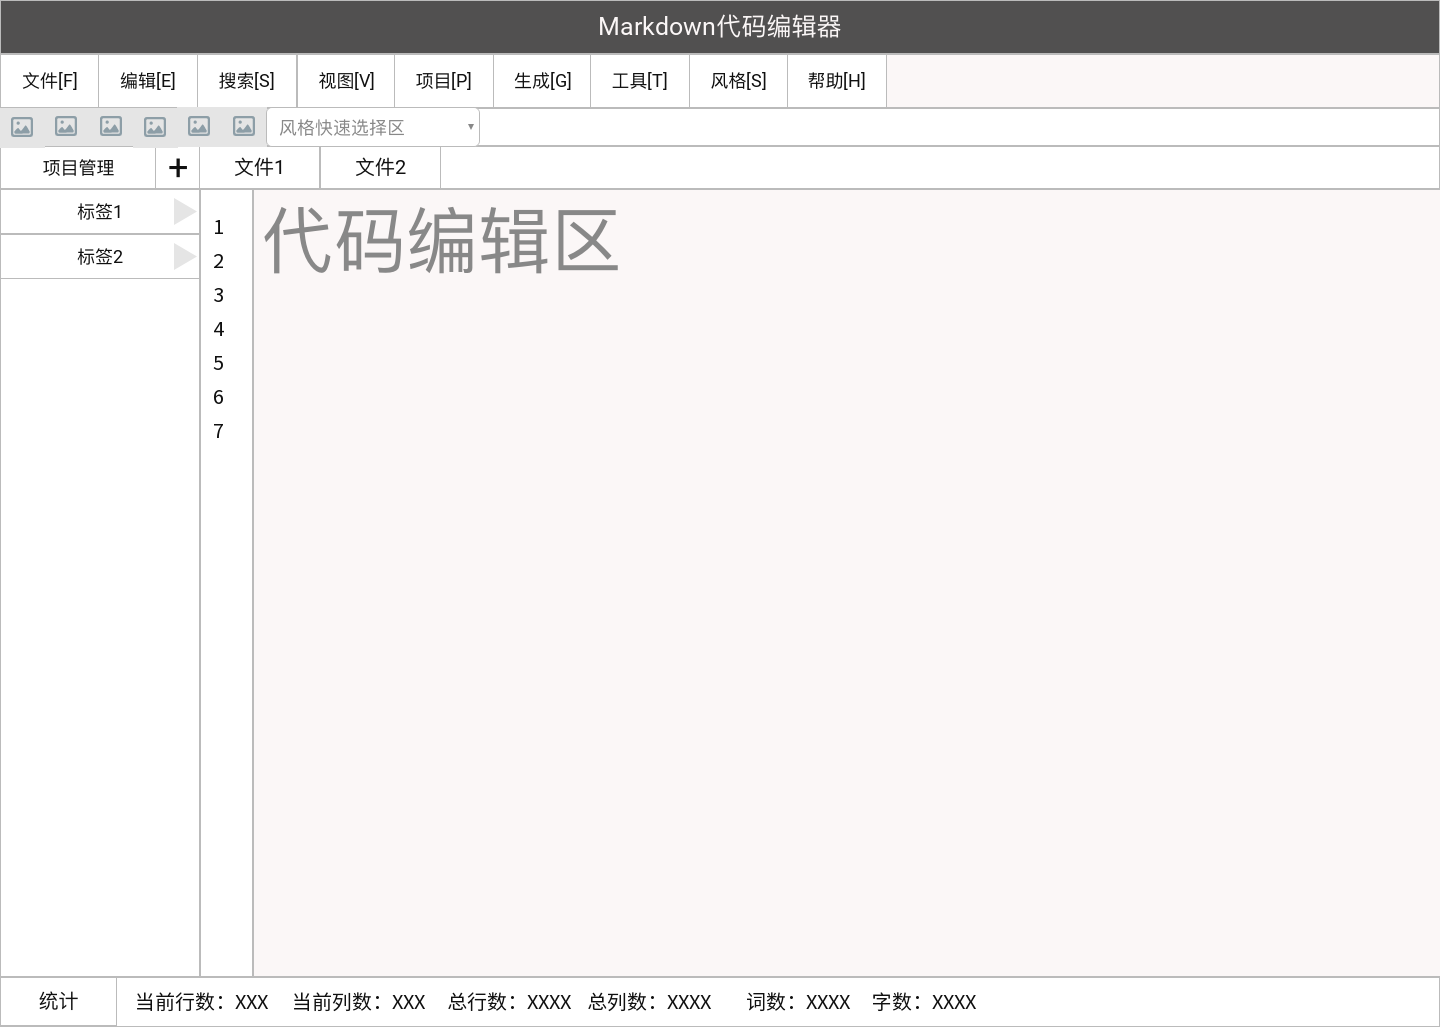 Markdown代码编辑器
文件[F] 编辑[E] 搜索[S] 视图[V] 项目[P] 生成[G] 工具[T] 风格[S] 帮助[H]
风格快速选择区
项目管理 + 文件1 文件2
标签1
标签2
代码编辑区
1
2
3
4
5
6
7
统计 当前行数：XXX 当前列数：XXX 总行数：XXXX 总列数：XXXX 词数：XXXX 字数：XXXX